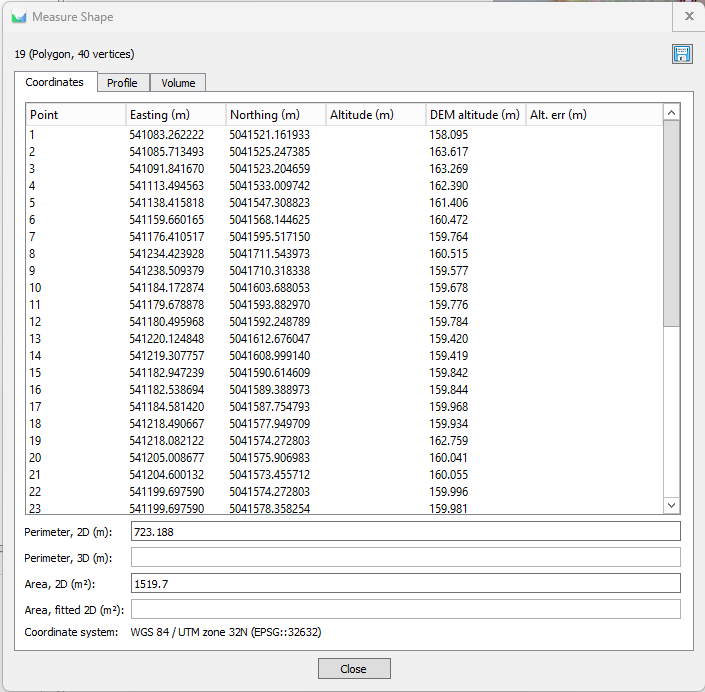 Measure Shape
19 (Polygon, 40 vertices)
Coordinates Profile Volume
Point Easting (m) Northing (m) Altitude (m) DEM altitude (m) Alt. err (m)
1 541083.262222 5041521.161933 158.095
2 541085.713493 5041525.247385 163.617
3 541091.841670 5041523.204659 163.269
4 541113.494563 5041533.009742 162.390
5 541138.415818 5041547.308823 161.406
6 541159.660165 5041568.144625 160.472
7 541176.410517 5041595.517150 159.764
8 541234.423928 5041711.543973 160.515
9 541238.509379 5041710.318338 159.577
10 541184.172874 5041603.688053 159.678
11 541179.678878 5041593.882970 159.776
12 541180.495968 5041592.248789 159.784
13 541220.124848 5041612.676047 159.420
14 541219.307757 5041608.999140 159.419
15 541182.947239 5041590.614609 159.842
16 541182.538694 5041589.388973 159.844
17 541184.581420 5041587.754793 159.968
18 541218.490667 5041577.949709 159.934
19 541218.082122 5041574.272803 162.759
20 541205.008677 5041575.906983 160.041
21 541204.600132 5041573.455712 160.055
22 541199.697590 5041574.272803 159.996
23 541199.697590 5041578.358254 159.981
Perimeter, 2D (m): 723.188
Perimeter, 3D (m):
Area, 2D (m²): 1519.7
Area, fitted 2D (m²):
Coordinate system: WGS 84 / UTM zone 32N (EPSG::32632)
Close